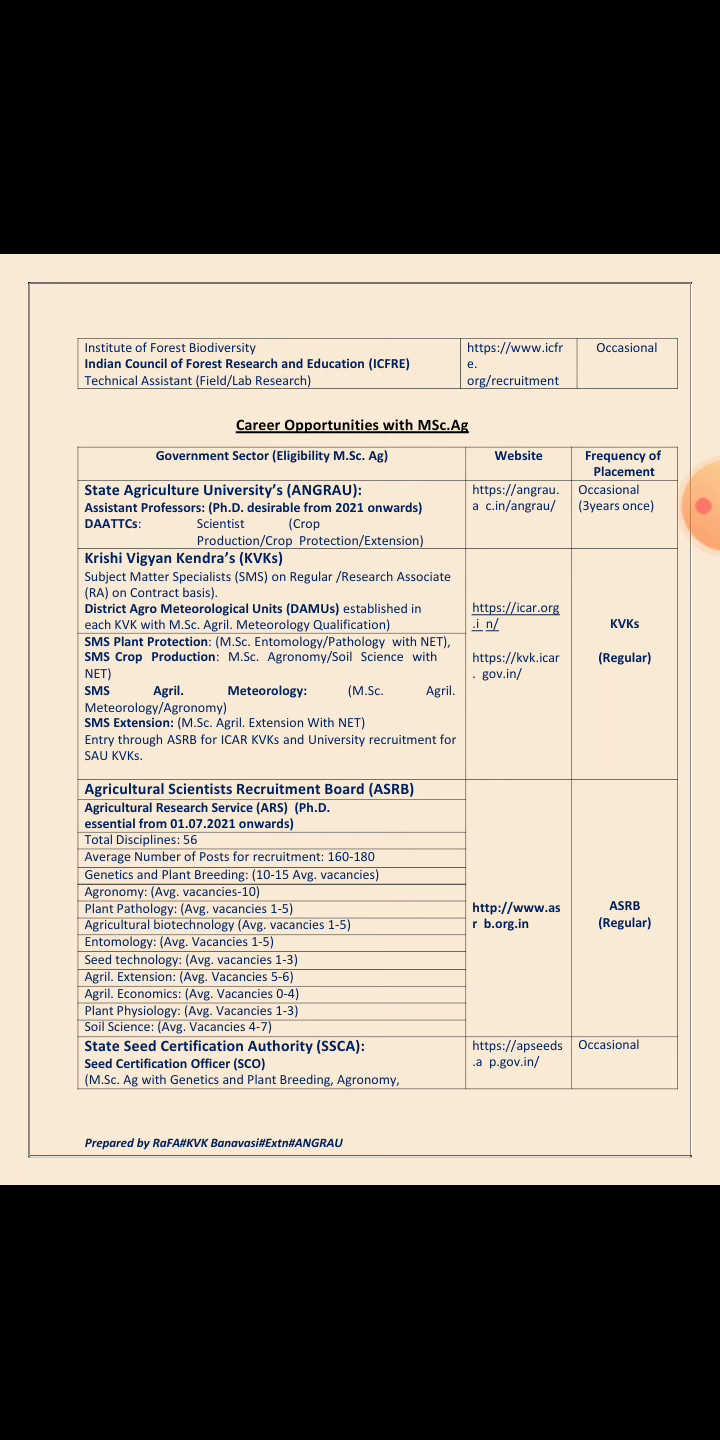 Institute of Forest Biodiversity
Indian Council of Forest Research and Education (ICFRE)
Technical Assistant (Field/Lab Research)
https://www.icfr
e.
org/recruitment
Occasional
Career Opportunities with MSc.Ag
Government Sector (Eligibility M.Sc. Ag)
Website
Frequency of
Placement
State Agriculture University’s (ANGRAU):
Assistant Professors: (Ph.D. desirable from 2021 onwards)
DAATTCs: Scientist (Crop
Production/Crop Protection/Extension)
https://angrau.
a c.in/angrau/
Occasional
(3years once)
Krishi Vigyan Kendra’s (KVKs)
Subject Matter Specialists (SMS) on Regular /Research Associate
(RA) on Contract basis).
District Agro Meteorological Units (DAMUs) established in
each KVK with M.Sc. Agril. Meteorology Qualification)
SMS Plant Protection: (M.Sc. Entomology/Pathology with NET),
SMS Crop Production: M.Sc. Agronomy/Soil Science with
NET)
SMS Agril. Meteorology: (M.Sc. Agril.
Meteorology/Agronomy)
SMS Extension: (M.Sc. Agril. Extension With NET)
Entry through ASRB for ICAR KVKs and University recruitment for
SAU KVKs.
https://icar.org
.i n/
https://kvk.icar
. gov.in/
KVKs
(Regular)
Agricultural Scientists Recruitment Board (ASRB)
Agricultural Research Service (ARS) (Ph.D.
essential from 01.07.2021 onwards)
Total Disciplines: 56
Average Number of Posts for recruitment: 160-180
Genetics and Plant Breeding: (10-15 Avg. vacancies)
Agronomy: (Avg. vacancies-10)
Plant Pathology: (Avg. vacancies 1-5)
Agricultural biotechnology (Avg. vacancies 1-5)
Entomology: (Avg. Vacancies 1-5)
Seed technology: (Avg. vacancies 1-3)
Agril. Extension: (Avg. Vacancies 5-6)
Agril. Economics: (Avg. Vacancies 0-4)
Plant Physiology: (Avg. Vacancies 1-3)
Soil Science: (Avg. Vacancies 4-7)
http://www.as
r b.org.in
ASRB
(Regular)
State Seed Certification Authority (SSCA):
Seed Certification Officer (SCO)
(M.Sc. Ag with Genetics and Plant Breeding, Agronomy,
https://apseeds
.a p.gov.in/
Occasional
Prepared by RaFA#KVK Banavasi#Extn#ANGRAU